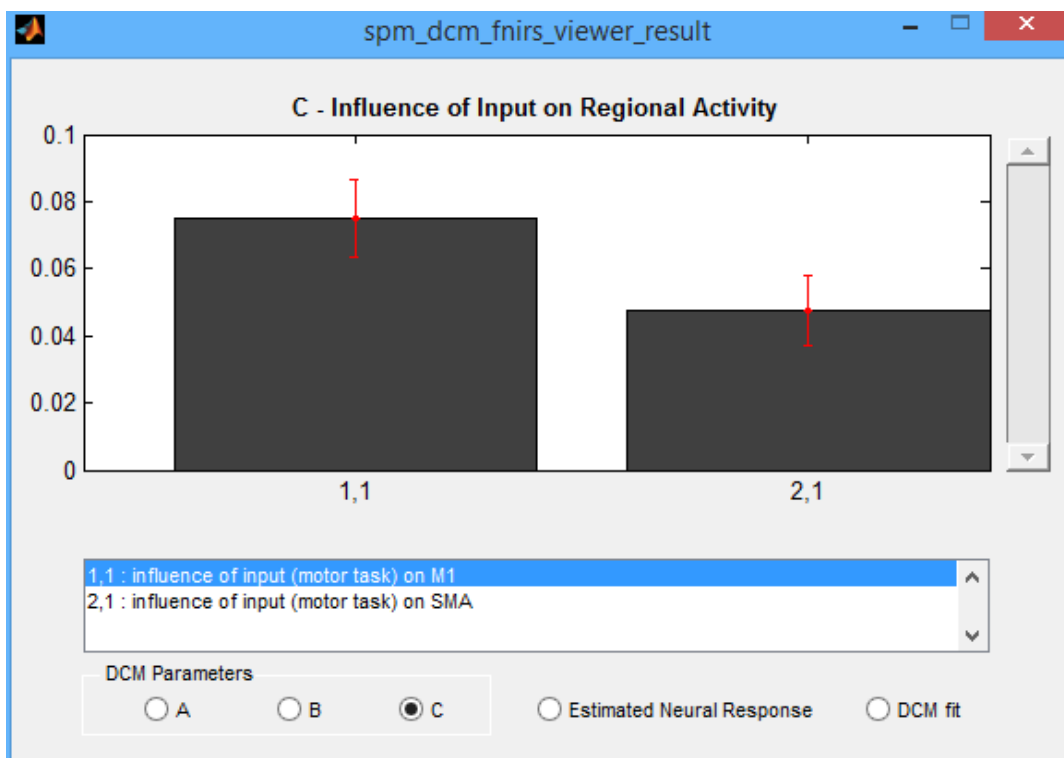 spm_dcm_fnirs_viewer_result
C - Influence of Input on Regional Activity
0.1
0.08
0.06
0.04
0.02
0
1,1 2,1
1,1 : influence of input (motor task) on M1
2,1 : influence of input (motor task) on SMA
DCM Parameters
A B C Estimated Neural Response DCM fit